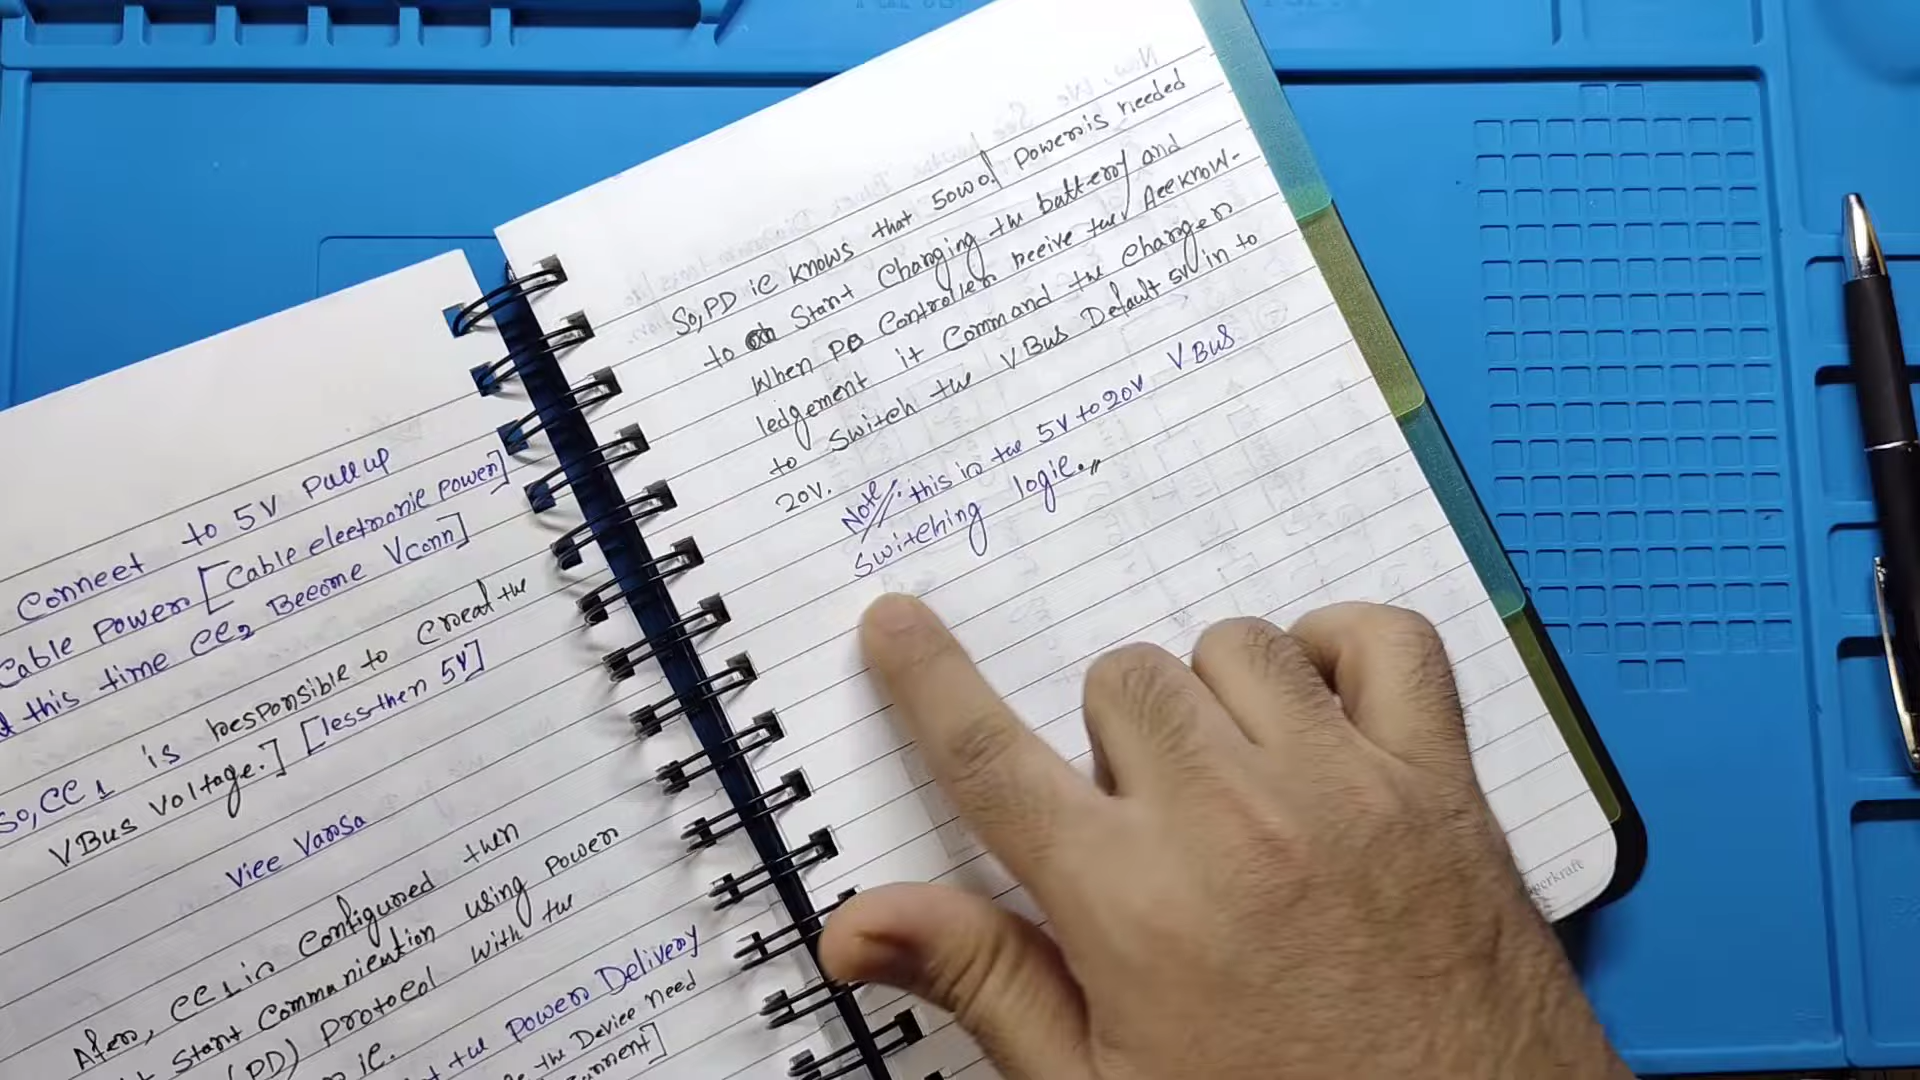 Connect to 5V Pullup
Cable Power [Cable electronic power]
this time CC2 Become Vconn]
So, CC1 is responsible to Creat the
VBus Voltage.] [less then 5V]
Vice Varsa
After, CC1 is Configured then
Start Communication using Power
(PD) Protocal with the
ic.
the Power Delivery
the Device need
So, PD ic knows that 50W Power is needed
to Start Charging the battery and
When PD Controller receive the Acknow-
ledgement it Command the Charger
to Switch the VBus Default 5V in to
20V.
Note: this is the 5V to 20V VBus
Switching logic.,,